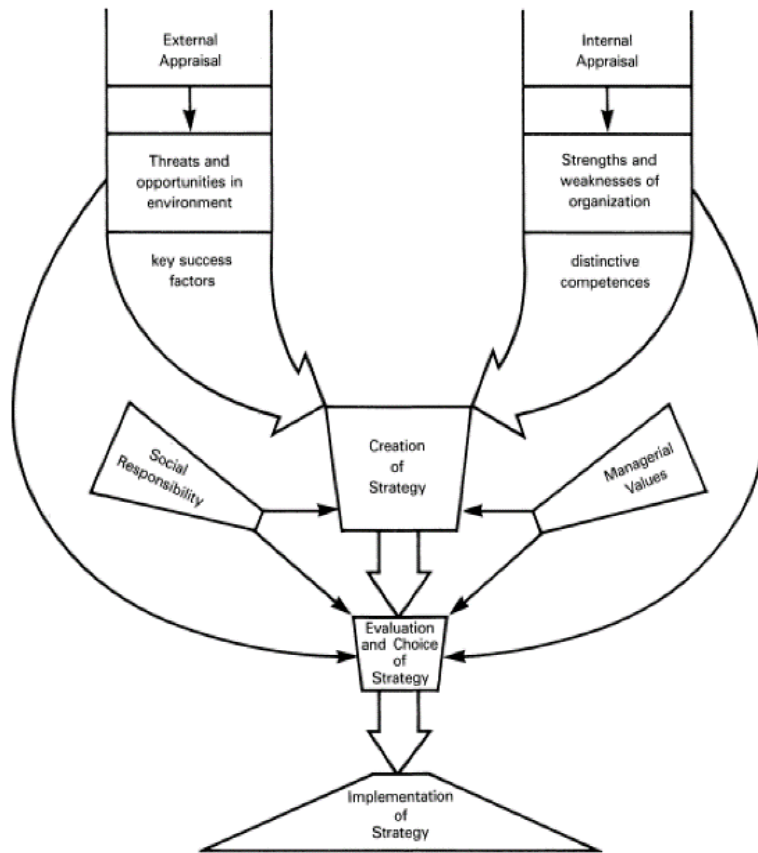 External
Appraisal
Internal
Appraisal
Threats and
opportunities in
environment
Strengths and
weaknesses of
organization
key success
factors
distinctive
competences
Creation
of
Strategy
Social
Responsibility
Managerial
Values
Evaluation
and Choice
of
Strategy
Implementation
of
Strategy